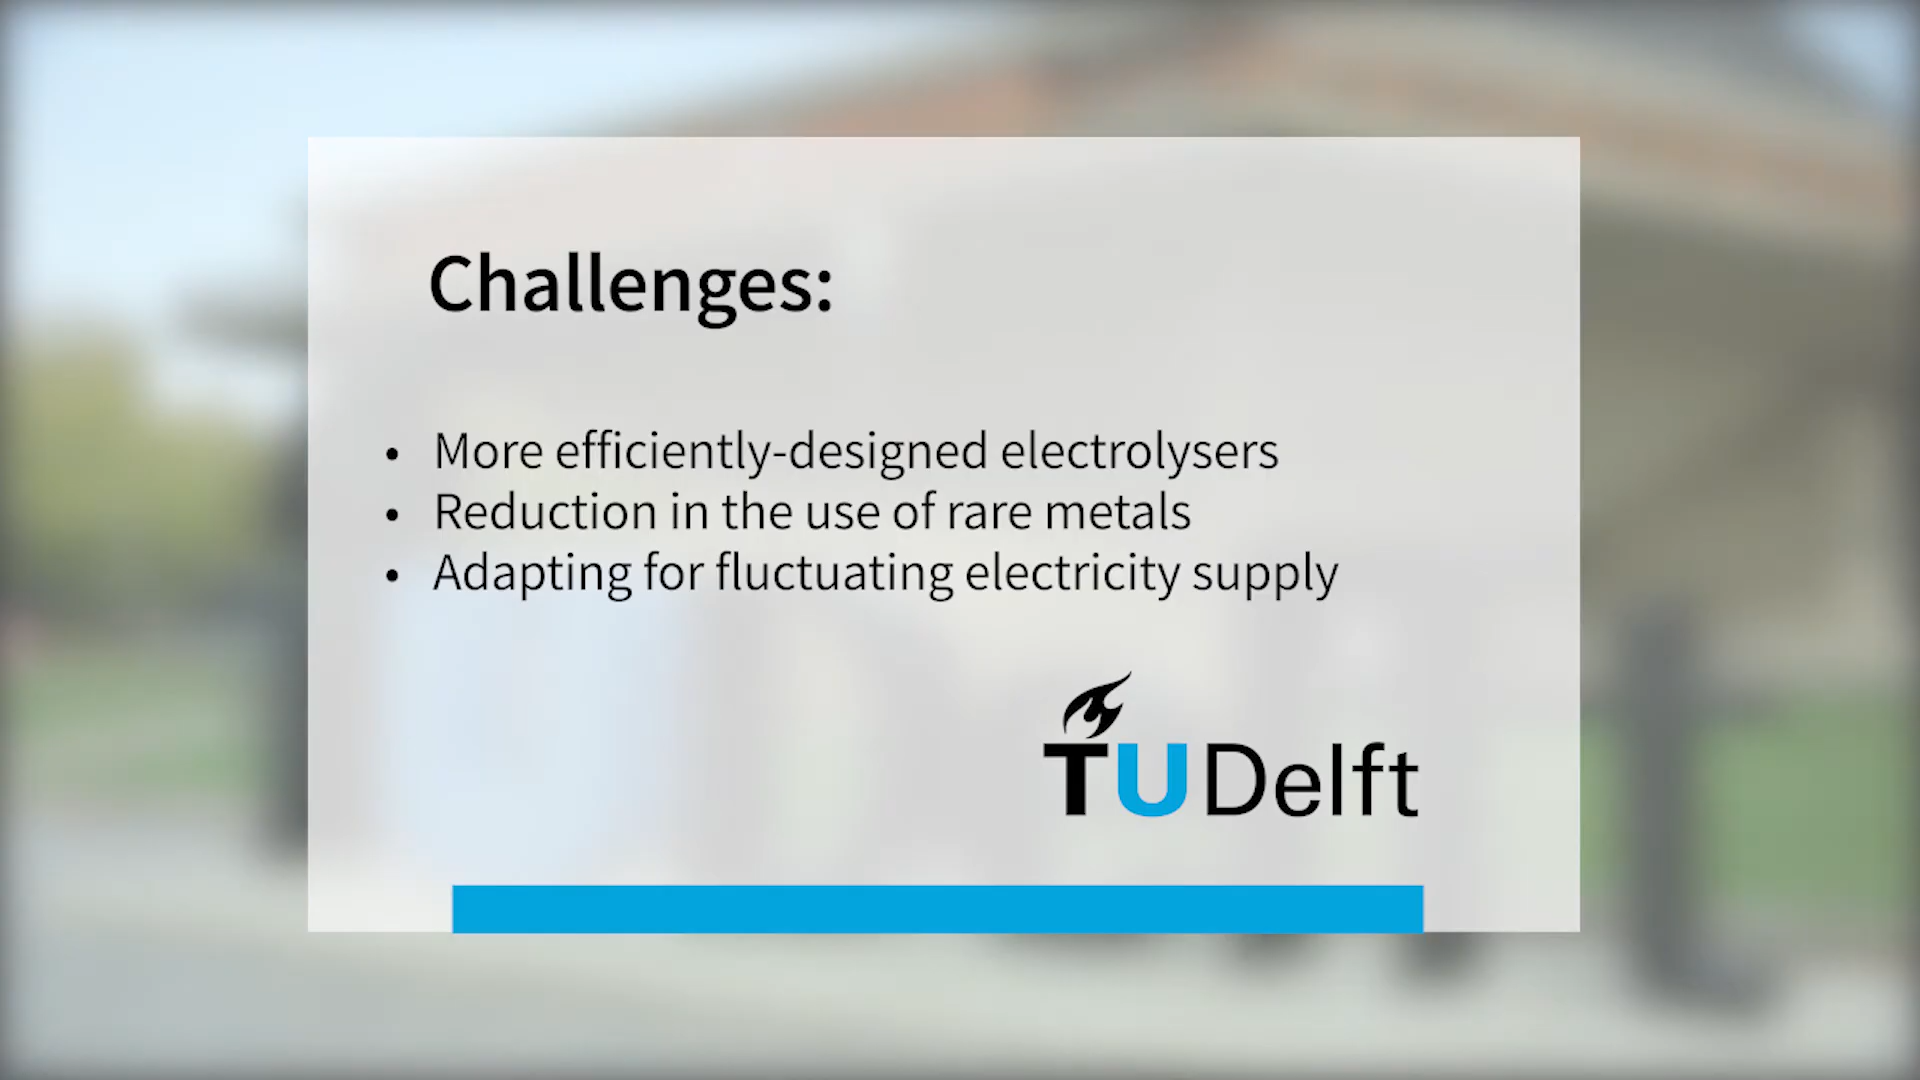 Challenges:
• More efficiently-designed electrolysers
• Reduction in the use of rare metals
• Adapting for fluctuating electricity supply
TU Delft